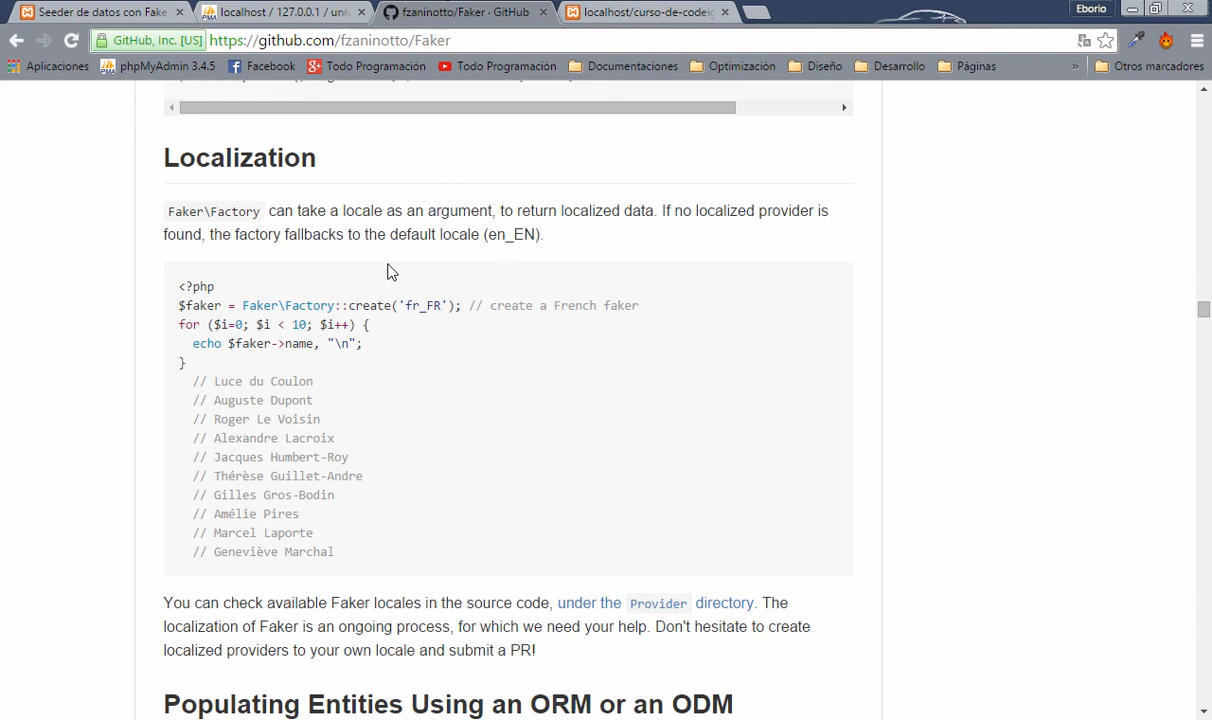 Seeder de datos con Fake
localhost / 127.0.0.1 / uni
fzaninotto/Faker · GitHub
localhost/curso-de-codei
Eborio
GitHub, Inc. [US]
https://github.com/fzaninotto/Faker
Aplicaciones
phpMyAdmin 3.4.5
Facebook
Todo Programación
Todo Programación
Documentaciones
Optimización
Diseño
Desarrollo
Páginas
»
Otros marcadores
Localization
Faker\Factory can take a locale as an argument, to return localized data. If no localized provider is
found, the factory fallbacks to the default locale (en_EN).
<?php
$faker = Faker\Factory::create('fr_FR'); // create a French faker
for ($i=0; $i < 10; $i++) {
echo $faker->name, "\n";
}
// Luce du Coulon
// Auguste Dupont
// Roger Le Voisin
// Alexandre Lacroix
// Jacques Humbert-Roy
// Thérèse Guillet-Andre
// Gilles Gros-Bodin
// Amélie Pires
// Marcel Laporte
// Geneviève Marchal
You can check available Faker locales in the source code, under the Provider directory. The
localization of Faker is an ongoing process, for which we need your help. Don't hesitate to create
localized providers to your own locale and submit a PR!
Populating Entities Using an ORM or an ODM